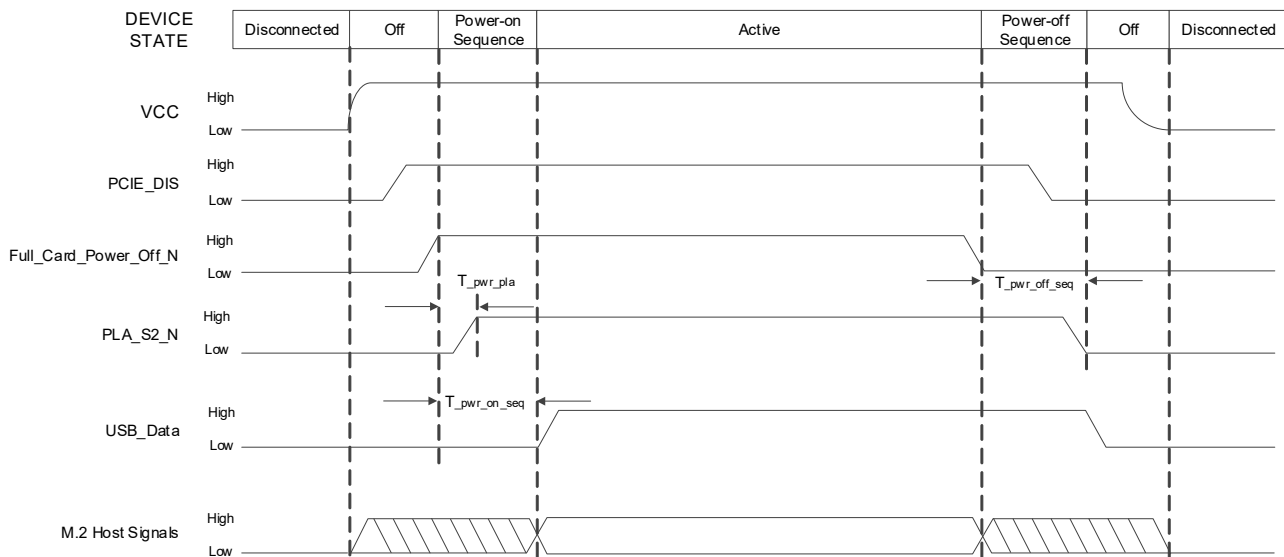 DEVICE
STATE
Disconnected
Off
Power-on
Sequence
Active
Power-off
Sequence
Off
Disconnected
VCC
High
Low
PCIE_DIS
High
Low
Full_Card_Power_Off_N
High
Low
T_pwr_pla
T_pwr_off_seq
PLA_S2_N
High
Low
T_pwr_on_seq
USB_Data
High
Low
M.2 Host Signals
High
Low